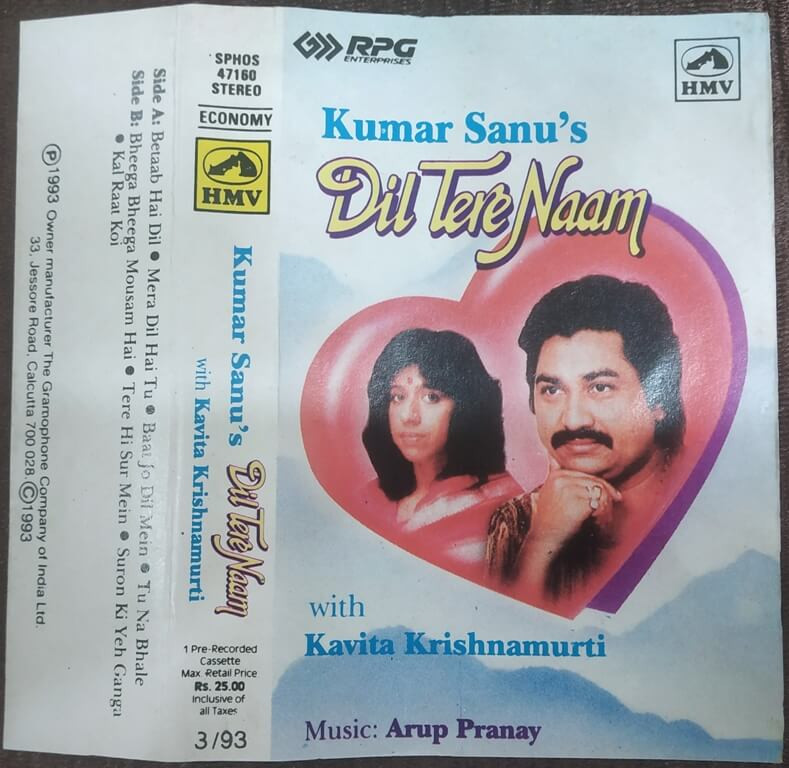 RPG
ENTERPRISES
HMV
Kumar Sanu's
Dil Tere Naam
with
Kavita Krishnamurti
Music: Arup Pranay
SPHOS
47160
STEREO
ECONOMY
HMV
Kumar Sanu's Dil Tere Naam
with Kavita Krishnamurti
1 Pre-Recorded
Cassette
Max. Retail Price
Rs. 25.00
Inclusive of
all Taxes
3/93
Side A: Betaab Hai Dil ● Mera Dil Hai Tu ● Baat Jo Dil Mein ● Tu Na Bhale
Side B: Bheega Bheega Mousam Hai ● Tere Hi Sur Mein ● Suron Ki Yeh Ganga
● Kal Raat Koi
Ⓟ1993 Owner manufacturer The Gramophone Company of India Ltd.
33, Jessore Road, Calcutta 700 028.Ⓒ1993